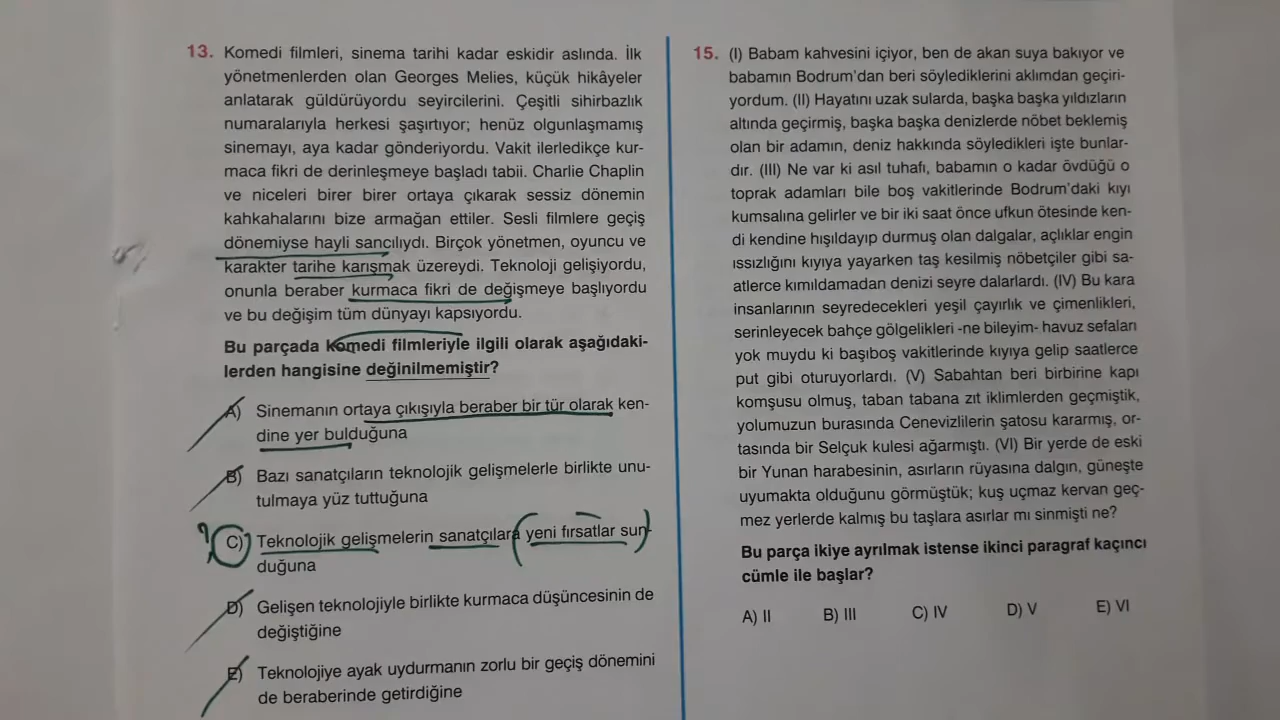 13. Komedi filmleri, sinema tarihi kadar eskidir aslında. İlk
yönetmenlerden olan Georges Melies, küçük hikâyeler
anlatarak güldürüyordu seyircilerini. Çeşitli sihirbazlık
numaralarıyla herkesi şaşırtıyor; henüz olgunlaşmamış
sinemayı, aya kadar gönderiyordu. Vakit ilerledikçe kur-
maca fikri de derinleşmeye başladı tabii. Charlie Chaplin
ve niceleri birer birer ortaya çıkarak sessiz dönemin
kahkahalarını bize armağan ettiler. Sesli filmlere geçiş
dönemiyse hayli sancılıydı. Birçok yönetmen, oyuncu ve
karakter tarihe karışmak üzereydi. Teknoloji gelişiyordu,
onunla beraber kurmaca fikri de değişmeye başlıyordu
ve bu değişim tüm dünyayı kapsıyordu.
Bu parçada komedi filmleriyle ilgili olarak aşağıdaki-
lerden hangisine değinilmemiştir?
A) Sinemanın ortaya çıkışıyla beraber bir tür olarak ken-
dine yer bulduğuna
B) Bazı sanatçıların teknolojik gelişmelerle birlikte unu-
tulmaya yüz tuttuğuna
C) Teknolojik gelişmelerin sanatçılara yeni fırsatlar sun-
duğuna
D) Gelişen teknolojiyle birlikte kurmaca düşüncesinin de
değiştiğine
E) Teknolojiye ayak uydurmanın zorlu bir geçiş dönemini
de beraberinde getirdiğine
15. (I) Babam kahvesini içiyor, ben de akan suya bakıyor ve
babamın Bodrum'dan beri söylediklerini aklımdan geçiri-
yordum. (II) Hayatını uzak sularda, başka başka yıldızların
altında geçirmiş, başka başka denizlerde nöbet beklemiş
olan bir adamın, deniz hakkında söyledikleri işte bunlar-
dır. (III) Ne var ki asıl tuhafı, babamın o kadar övdüğü o
toprak adamları bile boş vakitlerinde Bodrum'daki kıyı
kumsalına gelirler ve bir iki saat önce ufkun ötesinde ken-
di kendine hışıldayıp durmuş olan dalgalar, açlıklar engin
ıssızlığını kıyıya yayarken taş kesilmiş nöbetçiler gibi sa-
atlerce kımıldamadan denizi seyre dalarlardı. (IV) Bu kara
insanlarının seyredecekleri yeşil çayırlık ve çimenlikleri,
serinleyecek bahçe gölgelikleri -ne bileyim- havuz sefaları
yok muydu ki başıboş vakitlerinde kıyıya gelip saatlerce
put gibi oturuyorlardı. (V) Sabahtan beri birbirine kapı
komşusu olmuş, taban tabana zıt iklimlerden geçmiştik,
yolumuzun burasında Cenevizlilerin şatosu kararmış, or-
tasında bir Selçuk kulesi ağarmıştı. (VI) Bir yerde de eski
bir Yunan harabesinin, asırların rüyasına dalgın, güneşte
uyumakta olduğunu görmüştük; kuş uçmaz kervan geç-
mez yerlerde kalmış bu taşlara asırlar mı sinmişti ne?
Bu parça ikiye ayrılmak istense ikinci paragraf kaçıncı
cümle ile başlar?
A) II B) III C) IV D) V E) VI